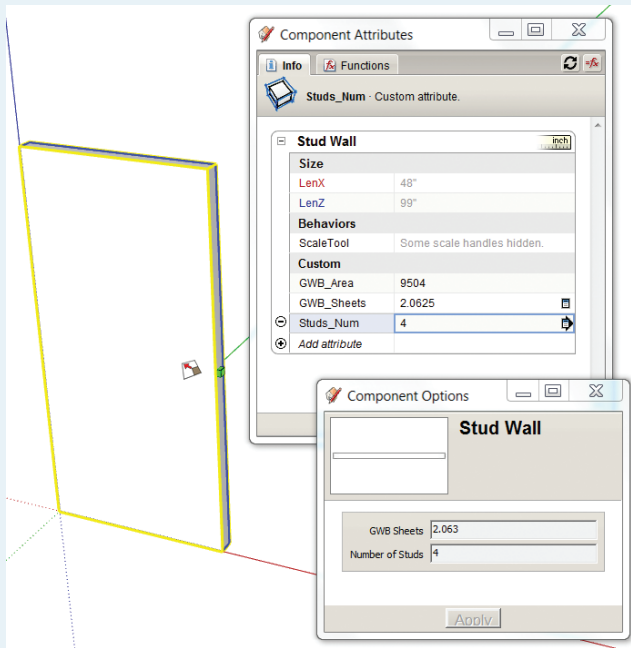 Component Attributes
Info
Functions
Studs_Num · Custom attribute.
Stud Wall
inch
Size
LenX 48"
LenZ 99"
Behaviors
ScaleTool Some scale handles hidden.
Custom
GWB_Area 9504
GWB_Sheets 2.0625
Studs_Num 4
Add attribute
Component Options
Stud Wall
GWB Sheets 2.063
Number of Studs 4
Apply